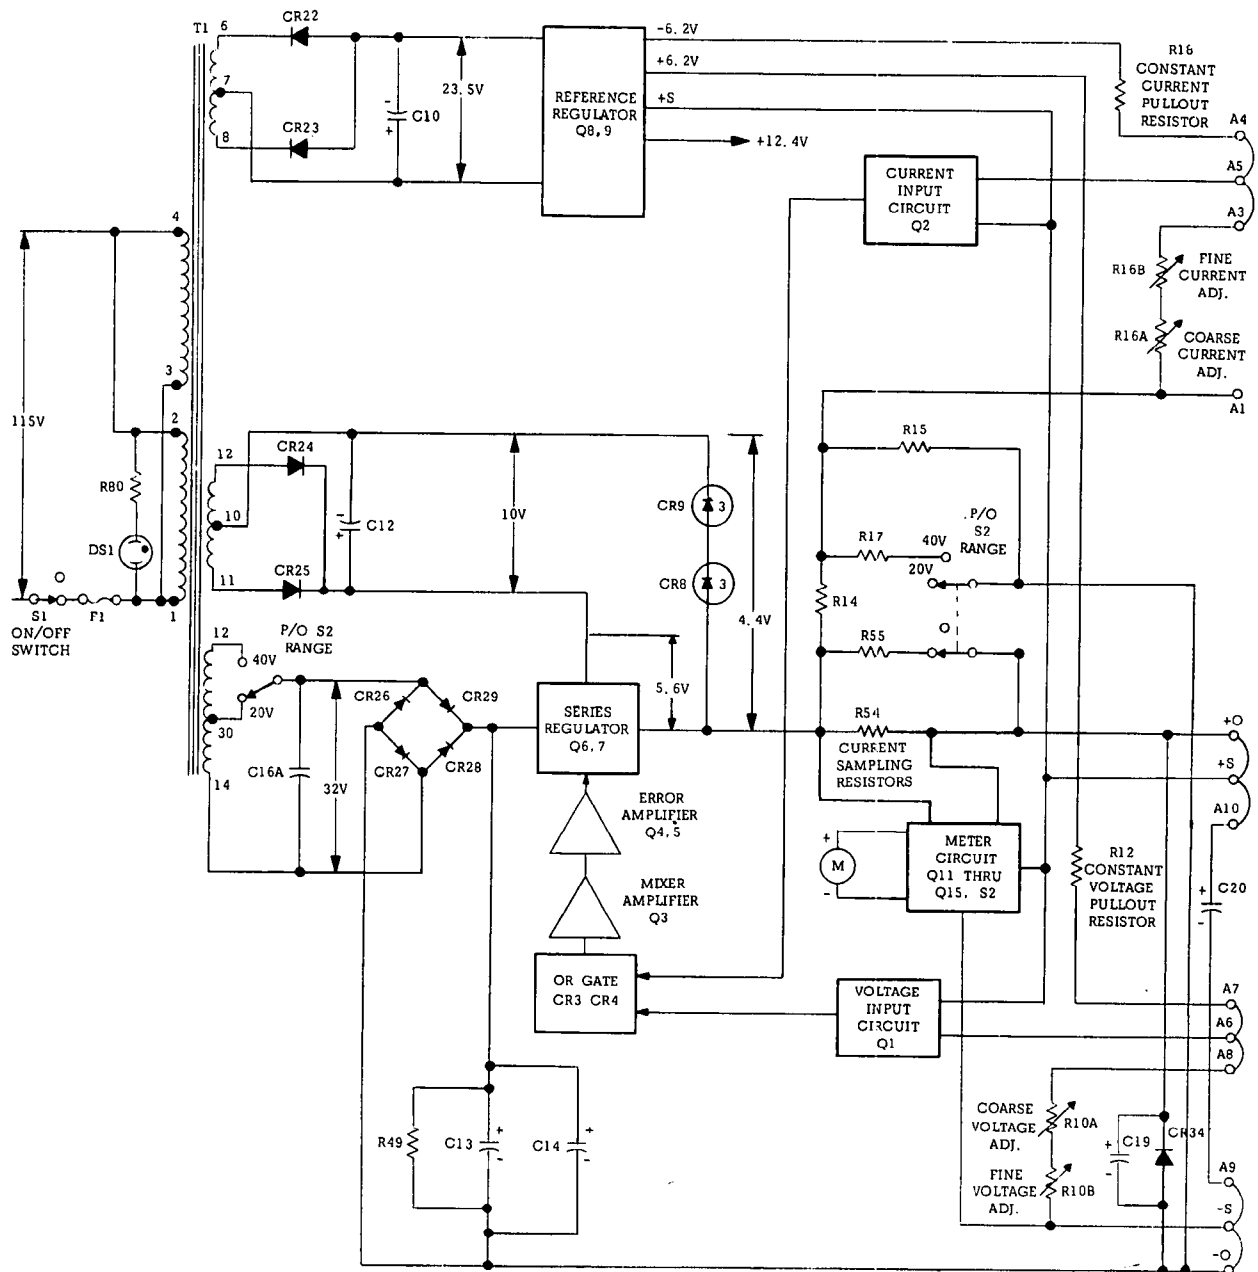 T1
6
CR22
7
8
CR23
-
C10
+
23.5V
REFERENCE
REGULATOR
Q8,9
-6.2V
+6.2V
+S
+12.4V
R16
CONSTANT
CURRENT
PULLOUT
RESISTOR
A4
A5
A3
CURRENT
INPUT
CIRCUIT
Q2
R16B
FINE
CURRENT
ADJ.
R16A
COARSE
CURRENT
ADJ.
A1
4
3
2
1
115V
R80
DS1
S1
F1
ON/OFF
SWITCH
12
CR24
10
11
CR25
-
C12
+
10V
CR9
3
CR8
3
4.4V
5.6V
R15
R17
40V
20V
P/O
S2
RANGE
R14
R55
R54
CURRENT
SAMPLING
RESISTORS
12
P/O S2
RANGE
40V
20V
30
14
C16A
32V
CR26
CR29
CR27
CR28
SERIES
REGULATOR
Q6,7
ERROR
AMPLIFIER
Q4,5
MIXER
AMPLIFIER
Q3
OR GATE
CR3 CR4
+
M
-
METER
CIRCUIT
Q11 THRU
Q15, S2
VOLTAGE
INPUT
CIRCUIT
Q1
+O
+S
A10
R12
CONSTANT
VOLTAGE
PULLOUT
RESISTOR
+
C20
-
A7
A6
A8
R49
C13
+
-
C14
+
-
COARSE
VOLTAGE
ADJ.
R10A
FINE
VOLTAGE
ADJ.
R10B
+
C19
-
CR34
A9
-S
-O